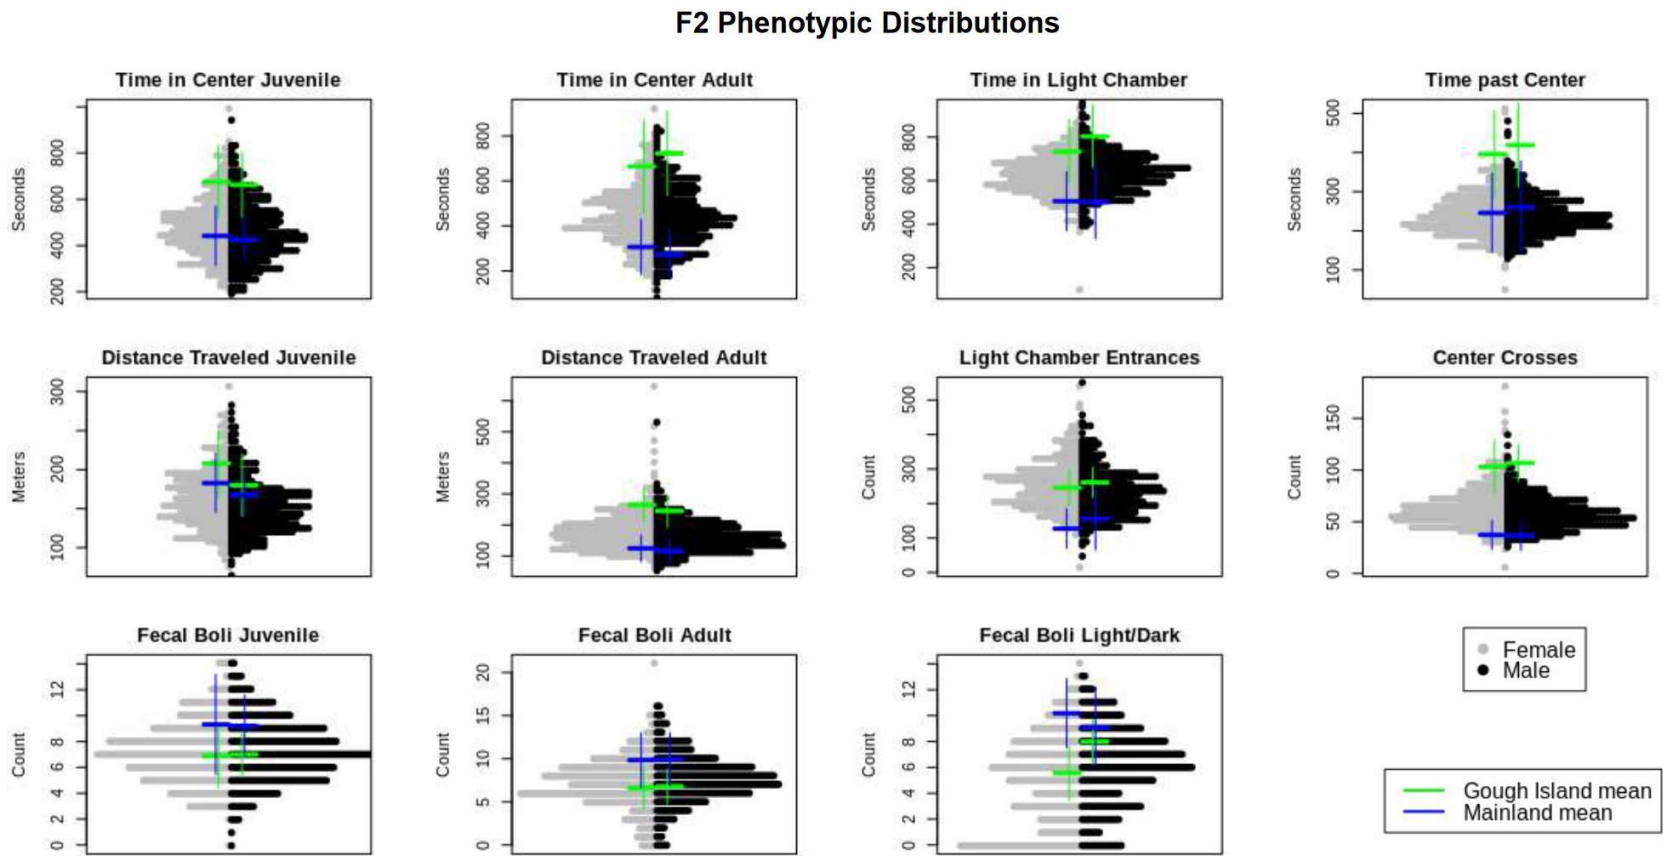 F2 Phenotypic Distributions
Time in Center Juvenile
Seconds
200 400 600 800
Time in Center Adult
Seconds
200 400 600 800
Time in Light Chamber
Seconds
200 400 600 800
Time past Center
Seconds
100 300 500
Distance Traveled Juvenile
Meters
100 200 300
Distance Traveled Adult
Meters
100 300 500
Light Chamber Entrances
Count
0 100 300 500
Center Crosses
Count
0 50 100 150
Fecal Boli Juvenile
Count
0 2 4 6 8 12
Fecal Boli Adult
Count
0 5 10 15 20
Fecal Boli Light/Dark
Count
0 2 4 6 8 12
Female
Male
Gough Island mean
Mainland mean